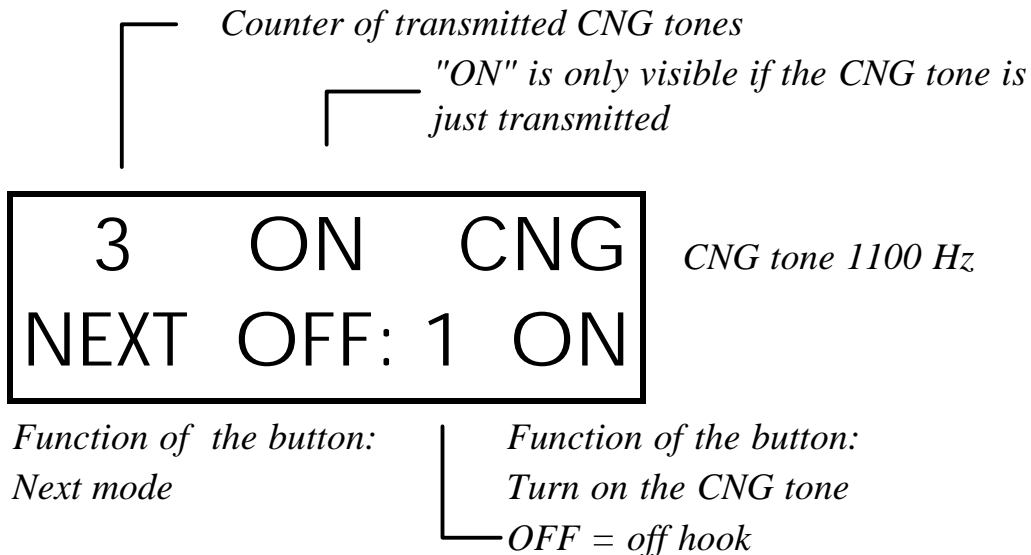 Counter of transmitted CNG tones
"ON" is only visible if the CNG tone is
just transmitted
3 ON CNG
CNG tone 1100 Hz
NEXT OFF: 1 ON
Function of the button:
Next mode
Function of the button:
Turn on the CNG tone
OFF = off hook